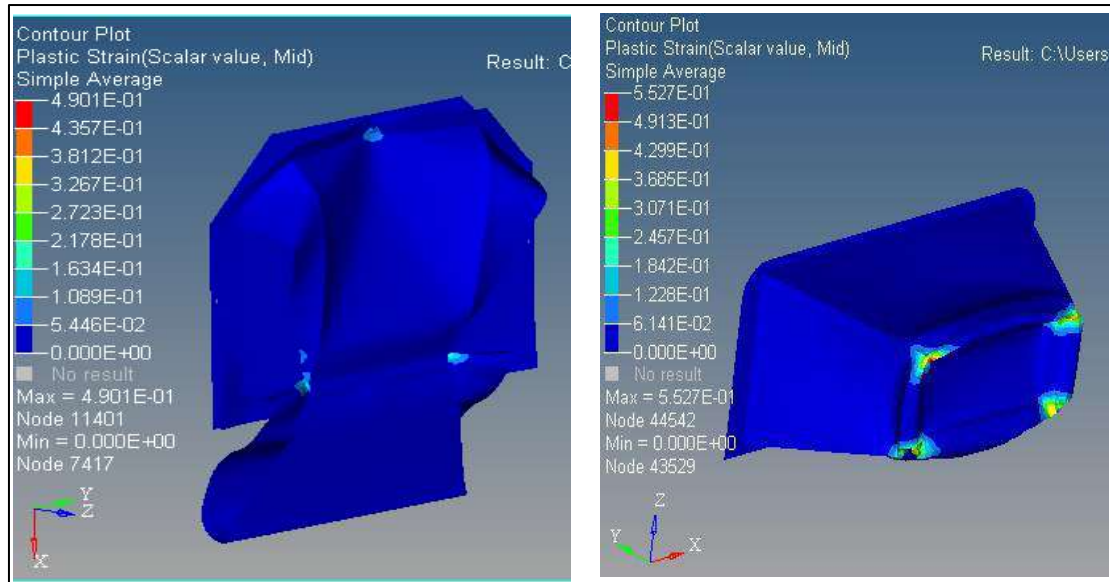 Contour Plot
Plastic Strain(Scalar value, Mid)
Simple Average
Result: C
4.901E-01
4.357E-01
3.812E-01
3.267E-01
2.723E-01
2.178E-01
1.634E-01
1.089E-01
5.446E-02
0.000E+00
No result
Max = 4.901E-01
Node 11401
Min = 0.000E+00
Node 7417
Y
Z
X
Contour Plot
Plastic Strain(Scalar value, Mid)
Simple Average
Result: C:\Users
5.527E-01
4.913E-01
4.299E-01
3.685E-01
3.071E-01
2.457E-01
1.842E-01
1.228E-01
6.141E-02
0.000E+00
No result
Max = 5.527E-01
Node 44542
Min = 0.000E+00
Node 43529
Z
Y
X